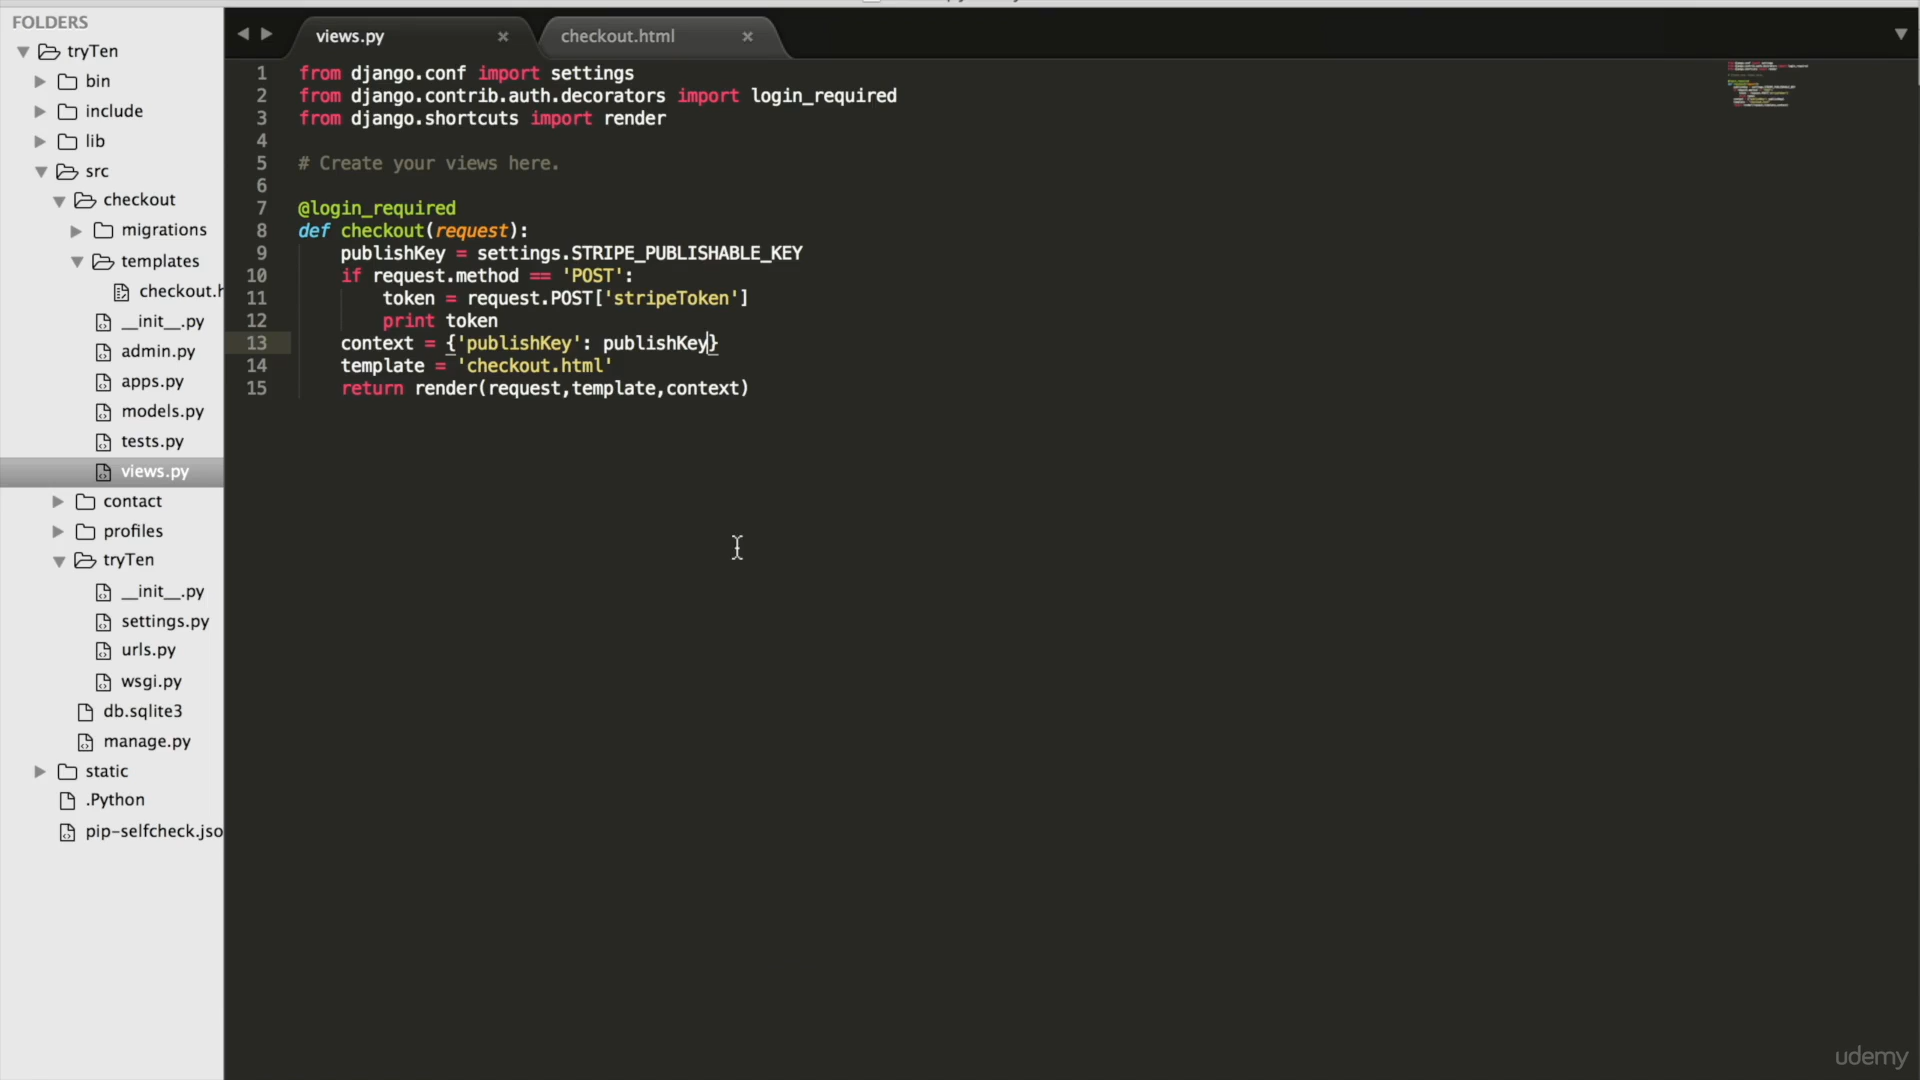 FOLDERS
tryTen
bin
include
lib
src
checkout
migrations
templates
checkout.h
__init__.py
admin.py
apps.py
models.py
tests.py
views.py
contact
profiles
tryTen
__init__.py
settings.py
urls.py
wsgi.py
db.sqlite3
manage.py
static
.Python
pip-selfcheck.jso
views.py
checkout.html
1 from django.conf import settings
2 from django.contrib.auth.decorators import login_required
3 from django.shortcuts import render
4
5 # Create your views here.
6
7 @login_required
8 def checkout(request):
9 publishKey = settings.STRIPE_PUBLISHABLE_KEY
10 if request.method == 'POST':
11 token = request.POST['stripeToken']
12 print token
13 context = {'publishKey': publishKey}
14 template = 'checkout.html'
15 return render(request,template,context)
udemy